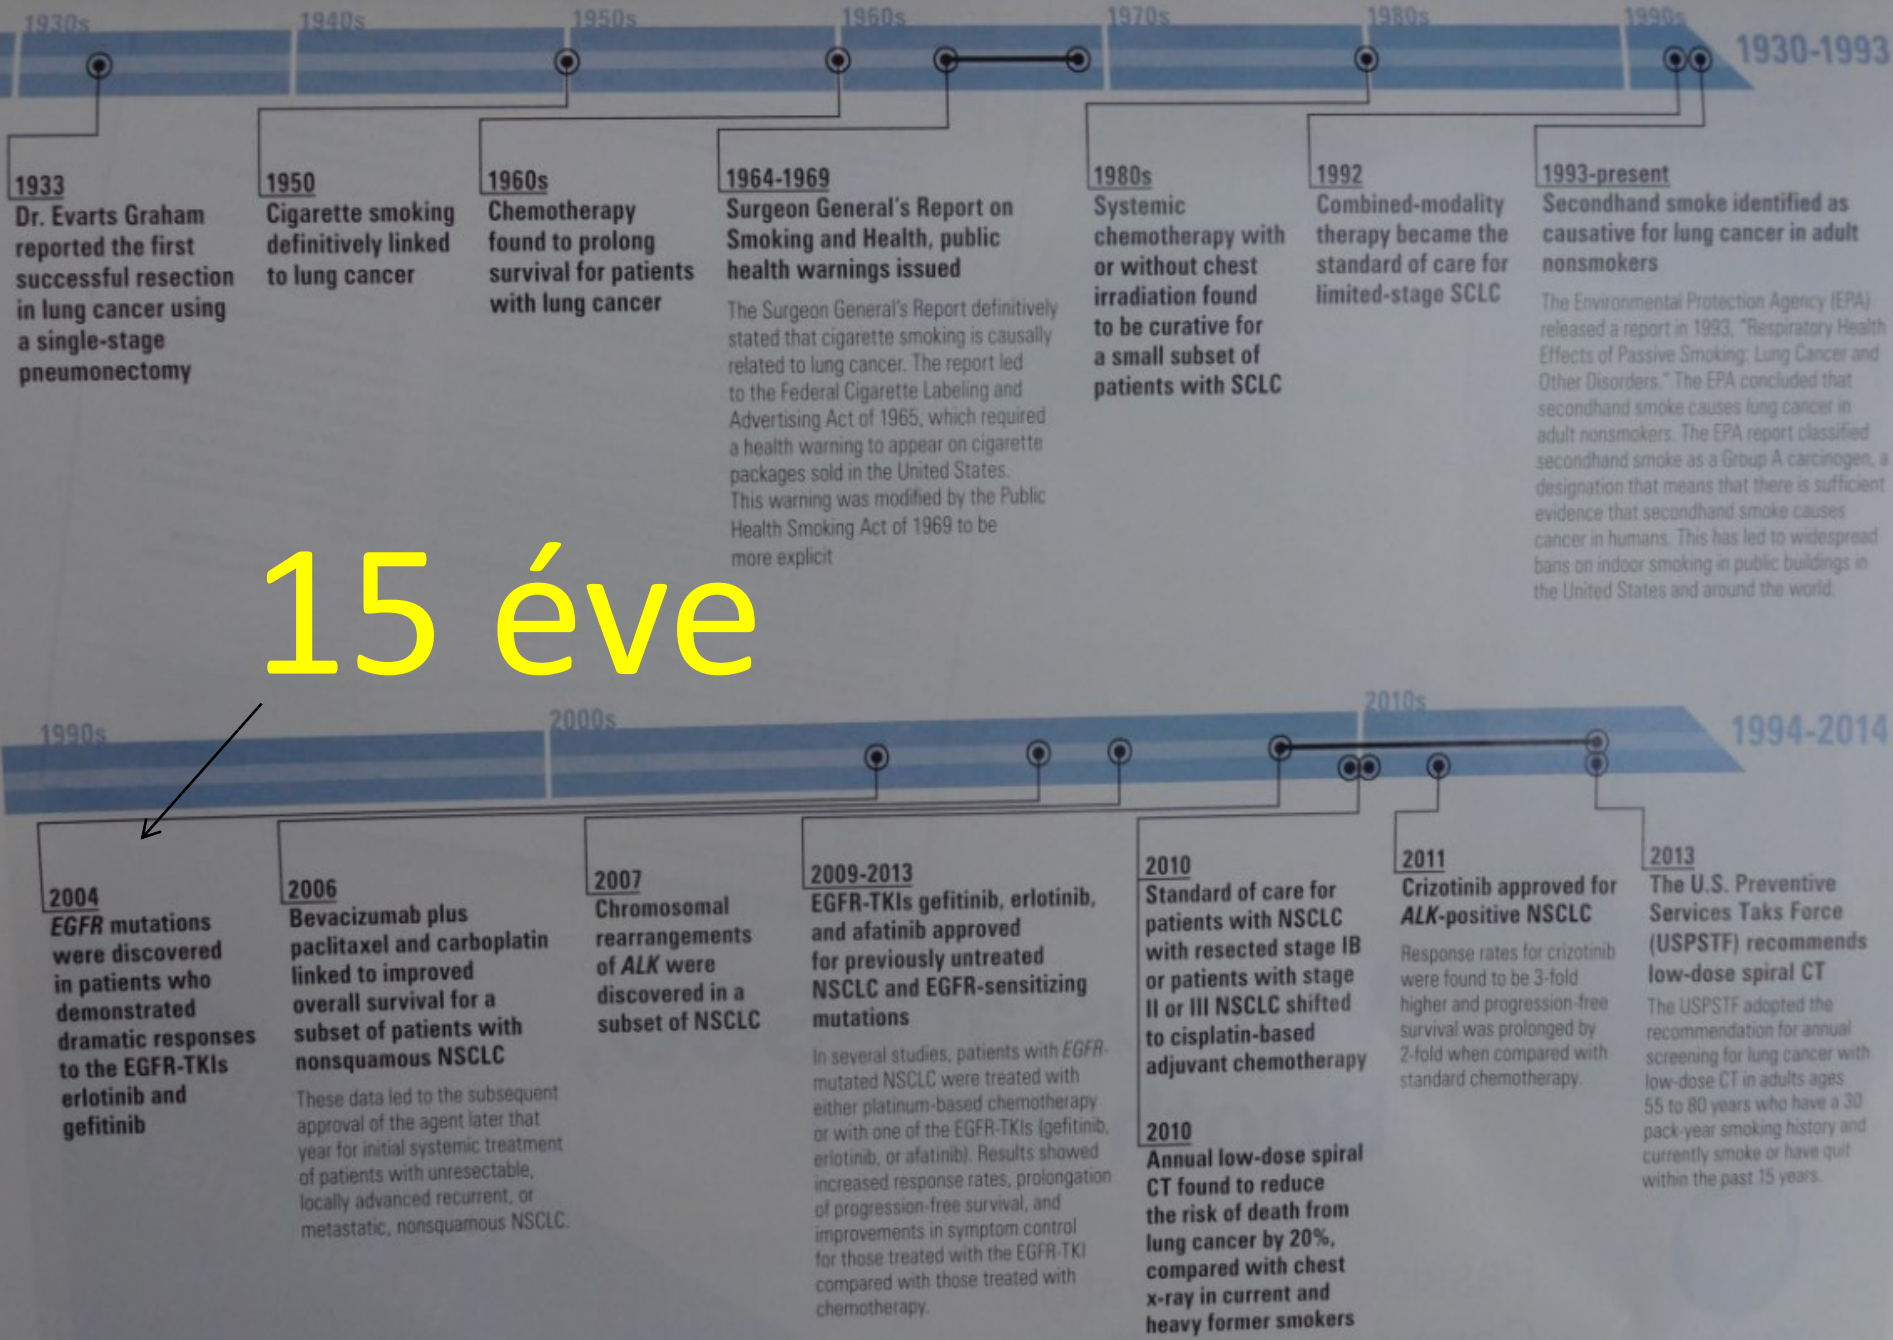 1930s
1940s
1950s
1960s
1970s
1980s
1990s
1930-1993
1933
Dr. Evarts Graham
reported the first
successful resection
in lung cancer using
a single-stage
pneumonectomy
1950
Cigarette smoking
definitively linked
to lung cancer
1960s
Chemotherapy
found to prolong
survival for patients
with lung cancer
1964-1969
Surgeon General's Report on
Smoking and Health, public
health warnings issued
The Surgeon General's Report definitively
stated that cigarette smoking is causally
related to lung cancer. The report led
to the Federal Cigarette Labeling and
Advertising Act of 1965, which required
a health warning to appear on cigarette
packages sold in the United States.
This warning was modified by the Public
Health Smoking Act of 1969 to be
more explicit
1980s
Systemic
chemotherapy with
or without chest
irradiation found
to be curative for
a small subset of
patients with SCLC
1992
Combined-modality
therapy became the
standard of care for
limited-stage SCLC
1993-present
Secondhand smoke identified as
causative for lung cancer in adult
nonsmokers
The Environmental Protection Agency (EPA)
released a report in 1993, "Respiratory Health
Effects of Passive Smoking: Lung Cancer and
Other Disorders." The EPA concluded that
secondhand smoke causes lung cancer in
adult nonsmokers. The EPA report classified
secondhand smoke as a Group A carcinogen, a
designation that means that there is sufficient
evidence that secondhand smoke causes
cancer in humans. This has led to widespread
bans on indoor smoking in public buildings in
the United States and around the world.
15 éve
1990s
2000s
2010s
1994-2014
2004
EGFR mutations
were discovered
in patients who
demonstrated
dramatic responses
to the EGFR-TKIs
erlotinib and
gefitinib
2006
Bevacizumab plus
paclitaxel and carboplatin
linked to improved
overall survival for a
subset of patients with
nonsquamous NSCLC
These data led to the subsequent
approval of the agent later that
year for initial systemic treatment
of patients with unresectable,
locally advanced recurrent, or
metastatic, nonsquamous NSCLC.
2007
Chromosomal
rearrangements
of ALK were
discovered in a
subset of NSCLC
2009-2013
EGFR-TKIs gefitinib, erlotinib,
and afatinib approved
for previously untreated
NSCLC and EGFR-sensitizing
mutations
In several studies, patients with EGFR-
mutated NSCLC were treated with
either platinum-based chemotherapy
or with one of the EGFR-TKIs (gefitinib,
erlotinib, or afatinib). Results showed
increased response rates, prolongation
of progression-free survival, and
improvements in symptom control
for those treated with the EGFR-TKI
compared with those treated with
chemotherapy.
2010
Standard of care for
patients with NSCLC
with resected stage IB
or patients with stage
II or III NSCLC shifted
to cisplatin-based
adjuvant chemotherapy
2010
Annual low-dose spiral
CT found to reduce
the risk of death from
lung cancer by 20%,
compared with chest
x-ray in current and
heavy former smokers
2011
Crizotinib approved for
ALK-positive NSCLC
Response rates for crizotinib
were found to be 3-fold
higher and progression-free
survival was prolonged by
2-fold when compared with
standard chemotherapy.
2013
The U.S. Preventive
Services Taks Force
(USPSTF) recommends
low-dose spiral CT
The USPSTF adopted the
recommendation for annual
screening for lung cancer with
low-dose CT in adults ages
55 to 80 years who have a 30
pack-year smoking history and
currently smoke or have quit
within the past 15 years.